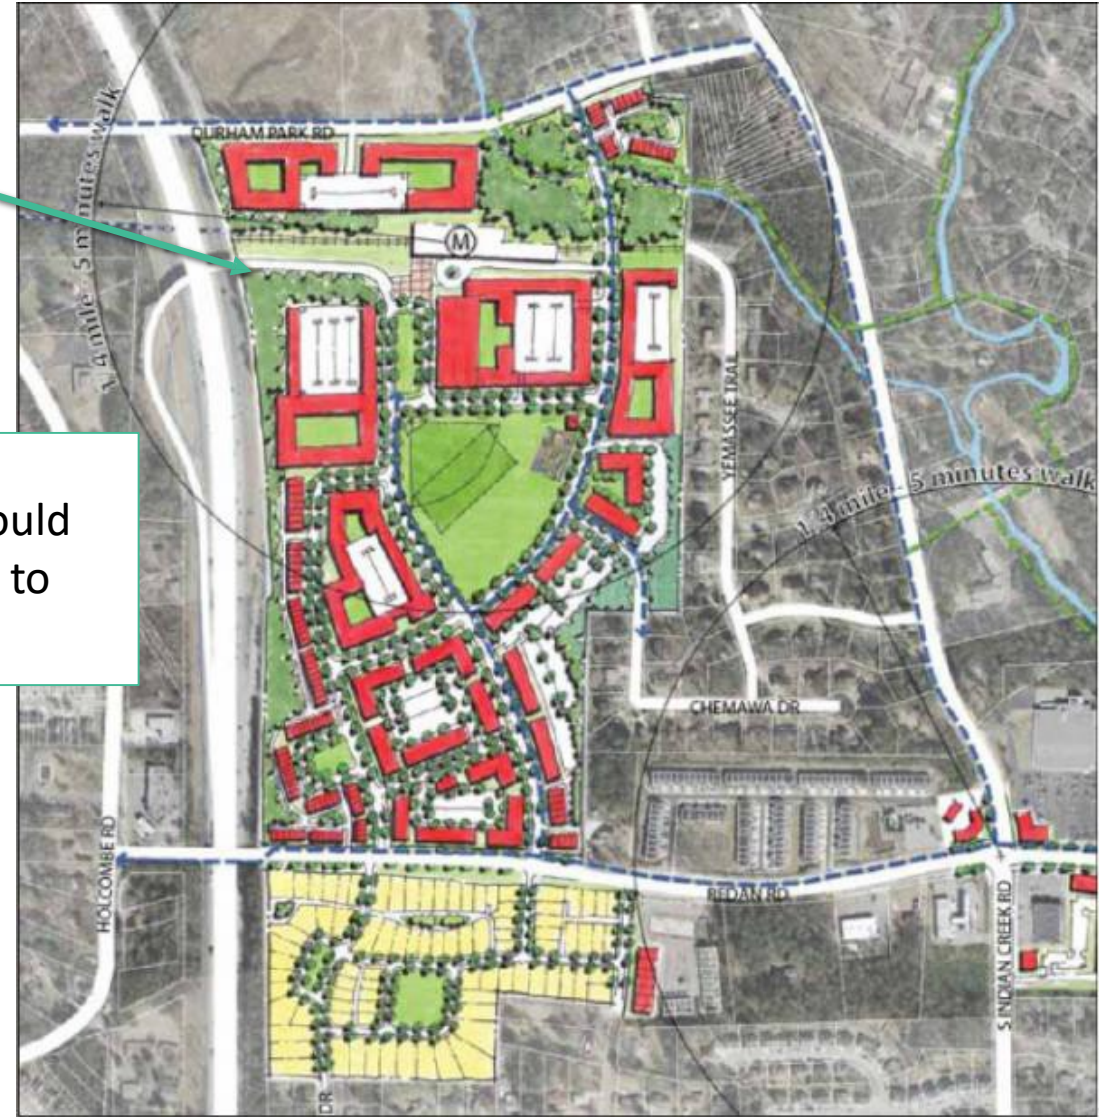 DURHAM PARK RD
1/4 mile - 5 minutes walk
M
YEMASSEE TRAIL
ould
to
1/4 mile - 5 minutes walk
CHEMAWA DR
HOLCOMBE RD
REDAN RD
S INDIAN CREEK RD
DR